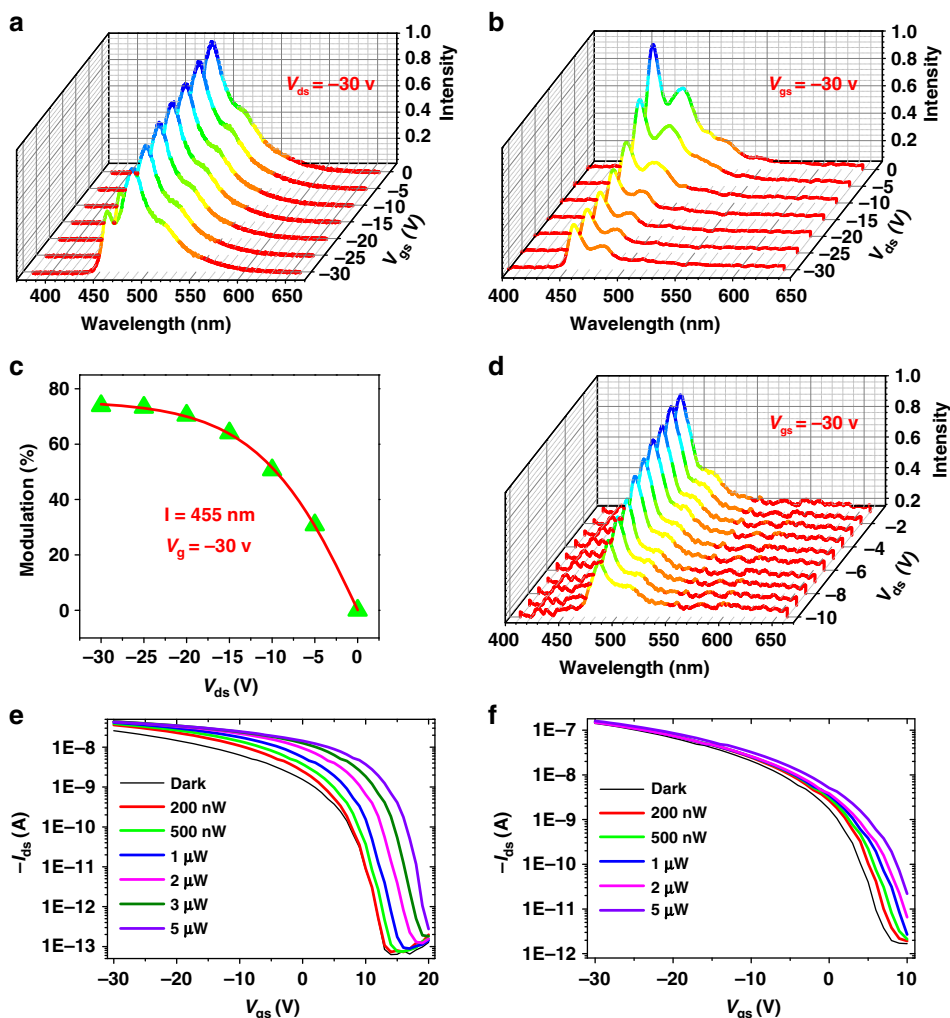 a
1.0
0.8
0.6
0.4
0.2
Intensity
V_ds = −30 v
0
−5
−10
−15
−20
−25
−30
V_gs (V)
400 450 500 550 600 650
Wavelength (nm)
b
1.0
0.8
0.6
0.4
0.2
Intensity
V_gs = −30 v
0
−5
−10
−15
−20
−25
−30
V_ds (V)
400 450 500 550 600 650
Wavelength (nm)
c
80
60
40
20
0
Modulation (%)
I = 455 nm
V_g = −30 v
−30 −25 −20 −15 −10 −5 0
V_ds (V)
d
1.0
0.8
0.6
0.4
0.2
Intensity
V_gs = −30 v
−2
−4
−6
−8
−10
V_ds (V)
400 450 500 550 600 650
Wavelength (nm)
e
1E−8
1E−9
1E−10
1E−11
1E−12
1E−13
−I_ds (A)
Dark
200 nW
500 nW
1 μW
2 μW
3 μW
5 μW
−30 −20 −10 0 10 20
V_gs (V)
f
1E−7
1E−8
1E−9
1E−10
1E−11
1E−12
−I_ds (A)
Dark
200 nW
500 nW
1 μW
2 μW
5 μW
−30 −20 −10 0 10
V_gs (V)